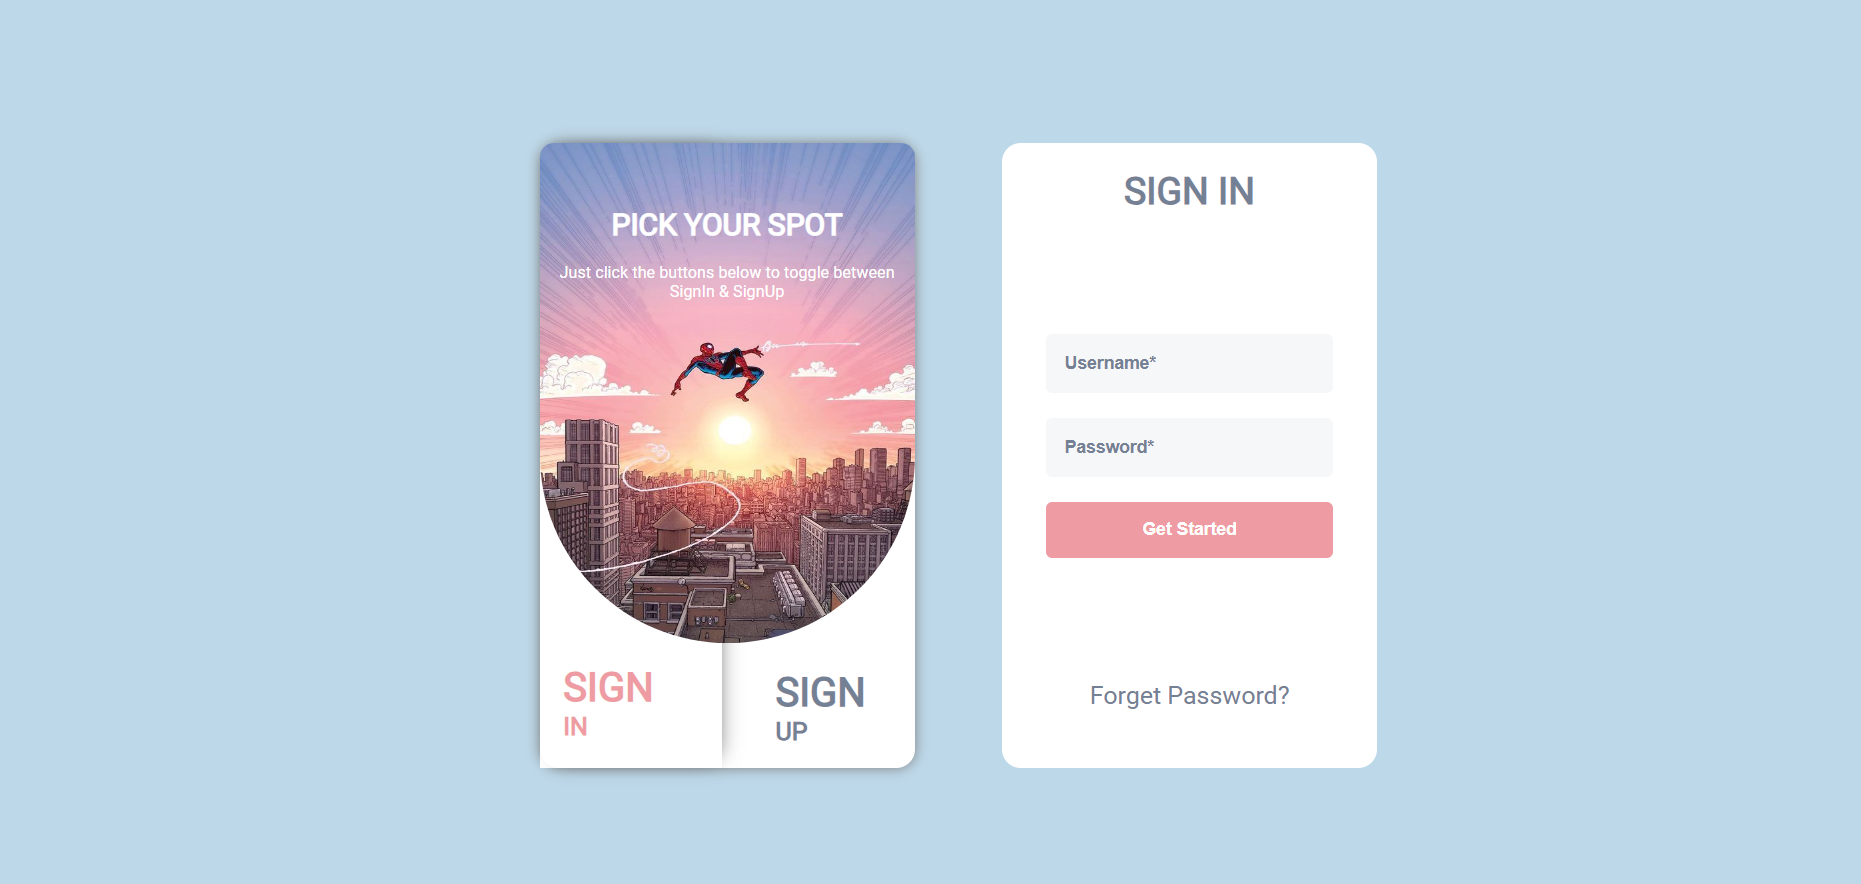 PICK YOUR SPOT
Just click the buttons below to toggle between
SignIn & SignUp
SIGN
IN
SIGN
UP
SIGN IN
Username*
Password*
Get Started
Forget Password?